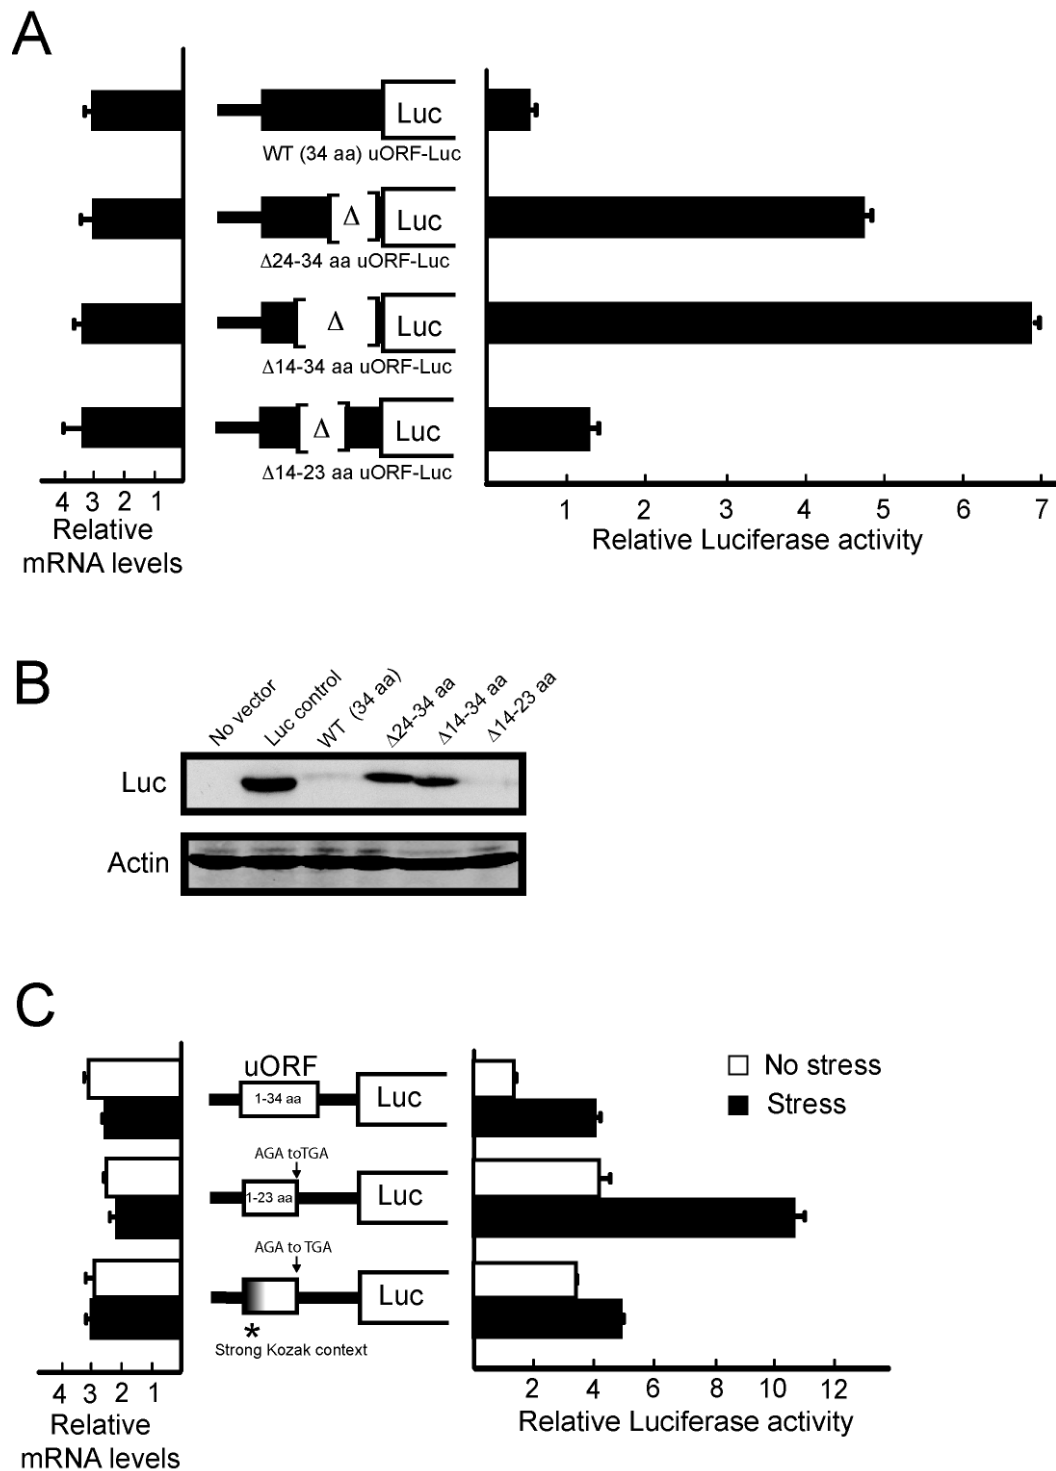 A
Luc
WT (34 aa) uORF-Luc
Δ
Luc
Δ24-34 aa uORF-Luc
Δ
Luc
Δ14-34 aa uORF-Luc
Δ
Luc
Δ14-23 aa uORF-Luc
4 3 2 1
Relative
mRNA levels
1 2 3 4 5 6 7
Relative Luciferase activity
B
No vector
Luc control
WT (34 aa)
Δ24-34 aa
Δ14-34 aa
Δ14-23 aa
Luc
Actin
C
uORF
1-34 aa
Luc
AGA toTGA
1-23 aa
Luc
AGA to TGA
Luc
*
Strong Kozak context
No stress
Stress
4 3 2 1
Relative
mRNA levels
2 4 6 8 10 12
Relative Luciferase activity